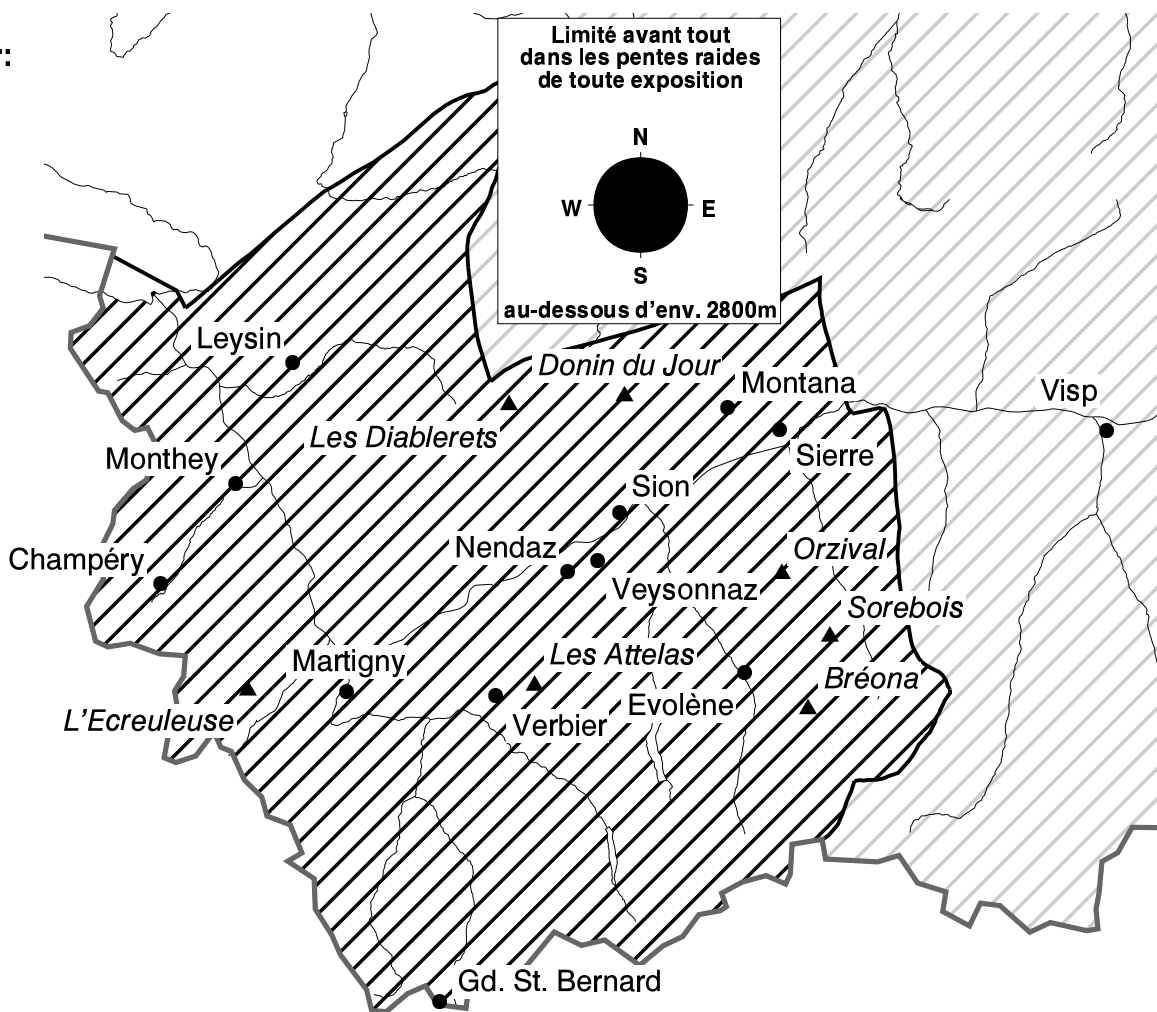 r:
Limité avant tout
dans les pentes raides
de toute exposition
N
W E
S
au-dessous d'env. 2800m
Leysin
Donin du Jour
Montana
Visp
Les Diablerets
Monthey
Sierre
Sion
Champéry
Nendaz
Orzival
Veysonnaz
Sorebois
Martigny
Les Attelas
Bréona
L'Ecreuleuse
Verbier
Evolène
Gd. St. Bernard